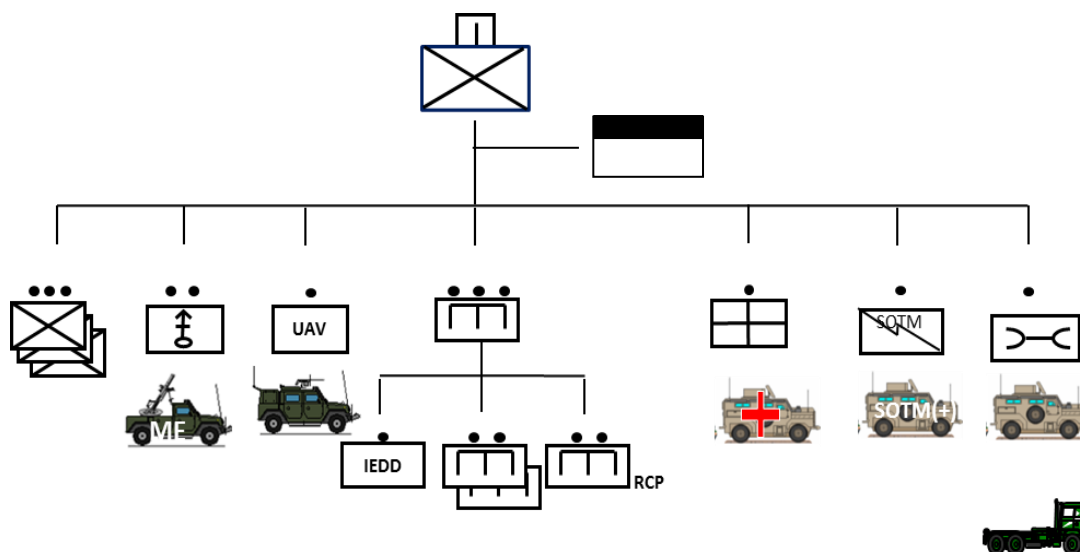 UAV
SOTM
ME
SOTM(+)
IEDD
RCP